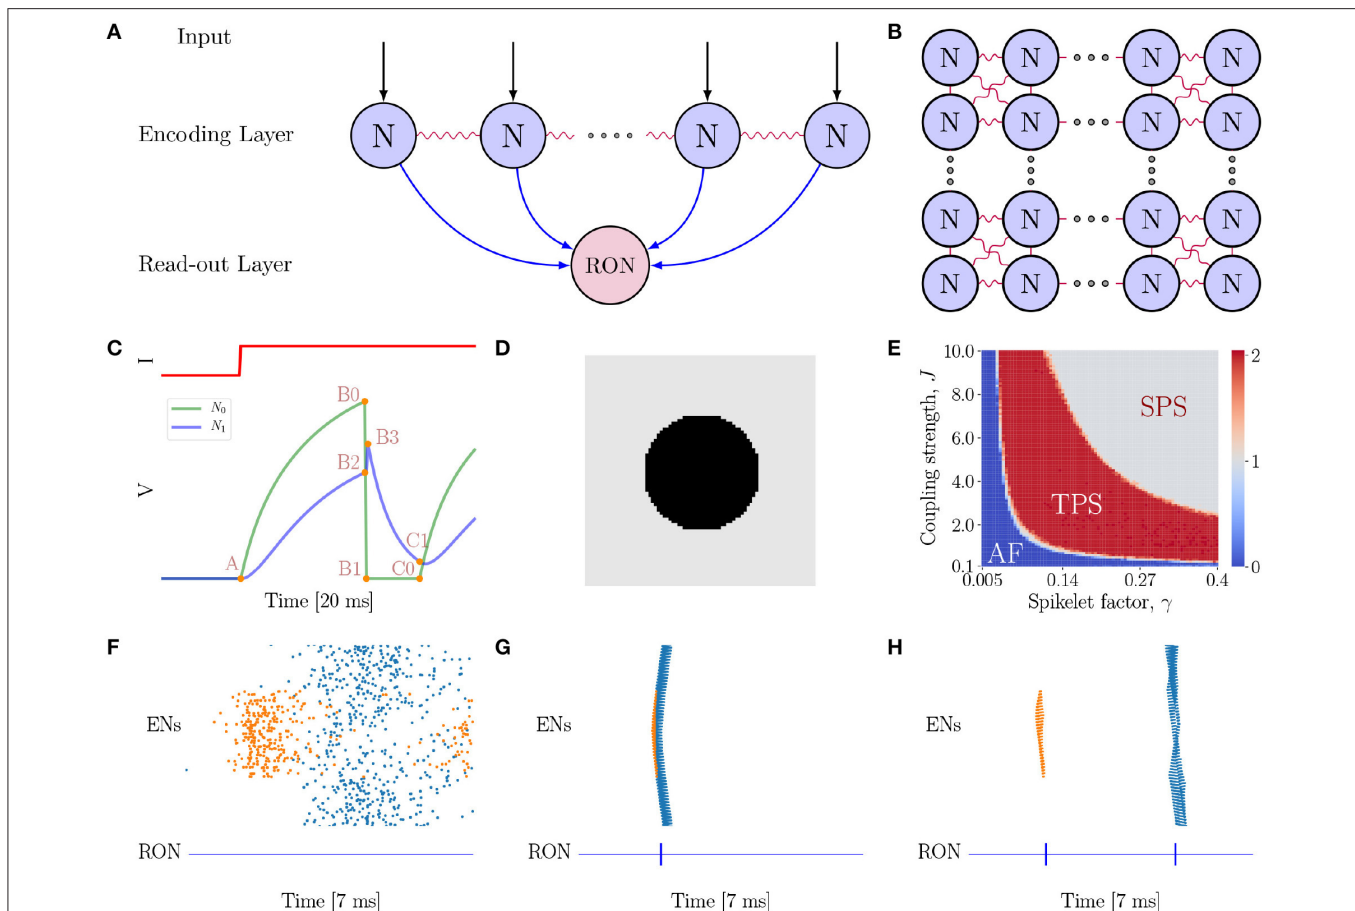 A
Input
N N N N
Encoding Layer
RON
Read-out Layer
B
N N N N
N N N N
N N N N
N N N N
C
I
N₀
N₁
V
A
B0
B3
B2
B1
C1
C0
Time [20 ms]
D
E
Coupling strength, J
10.0
8.0
6.0
4.0
2.0
0.1
SPS
TPS
AF
0.005 0.14 0.27 0.4
Spikelet factor, γ
2
1
0
F
ENs
RON
Time [7 ms]
G
ENs
RON
Time [7 ms]
H
ENs
RON
Time [7 ms]